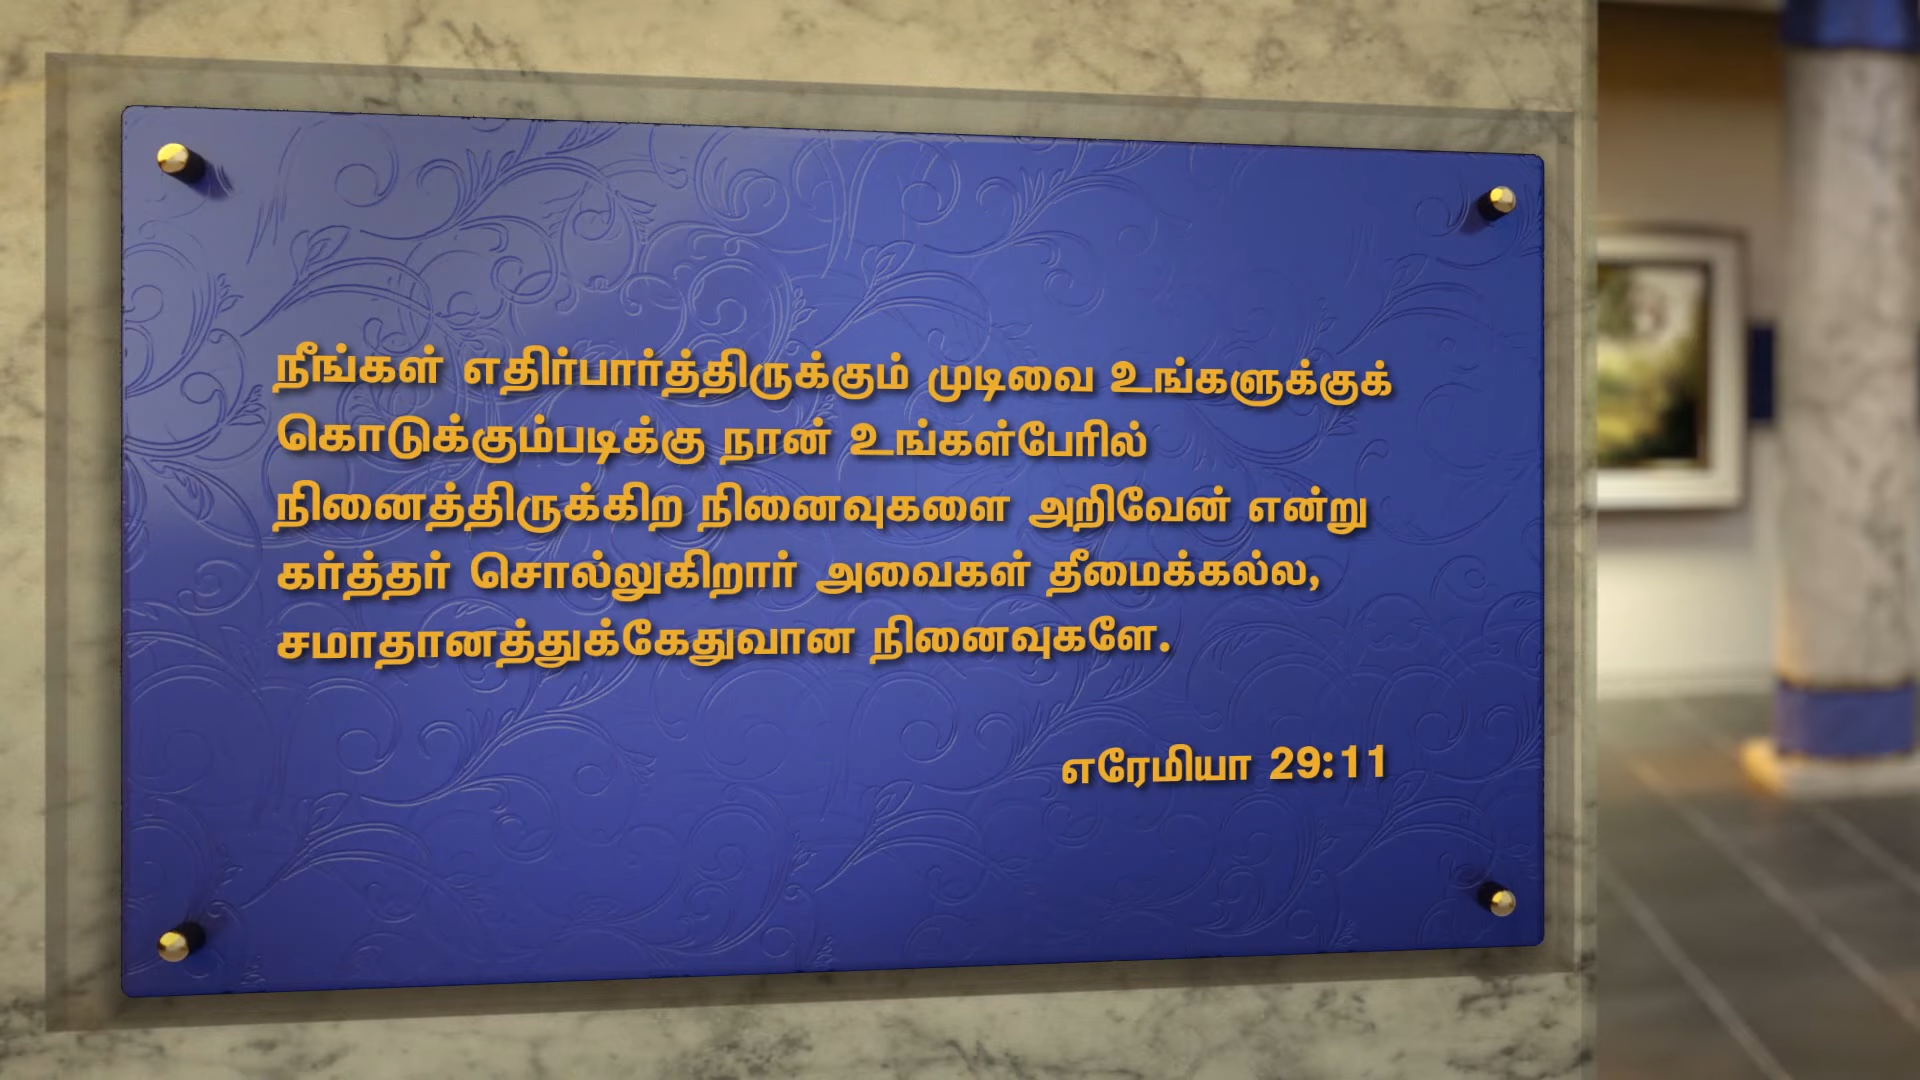 நீங்கள் எதிர்பார்த்திருக்கும் முடிவை உங்களுக்குக்
கொடுக்கும்படிக்கு நான் உங்கள்பேரில்
நினைத்திருக்கிற நினைவுகளை அறிவேன் என்று
கர்த்தர் சொல்லுகிறார் அவைகள் தீமைக்கல்ல,
சமாதானத்துக்கேதுவான நினைவுகளே.
எரேமியா 29:11